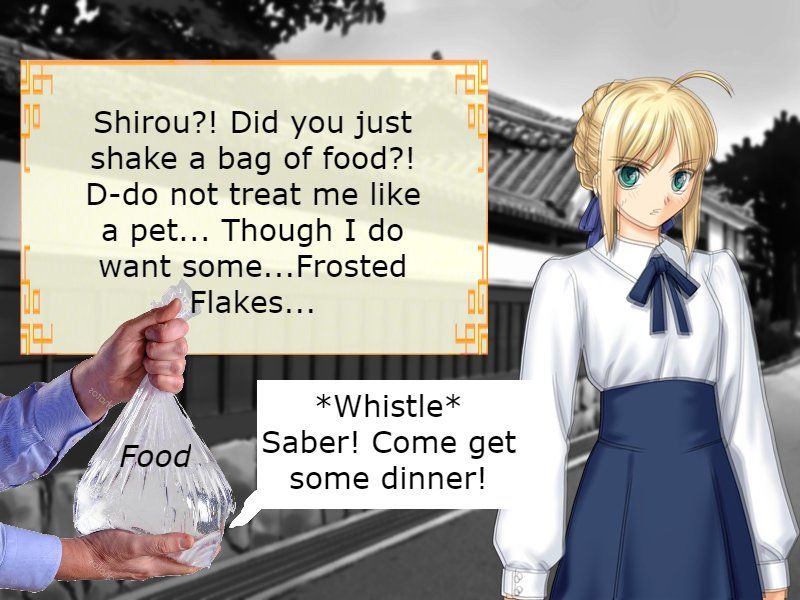 Shirou?! Did you just
shake a bag of food?!
D-do not treat me like
a pet... Though I do
want some...Frosted
Flakes...
*Whistle*
Saber! Come get
some dinner!
Food